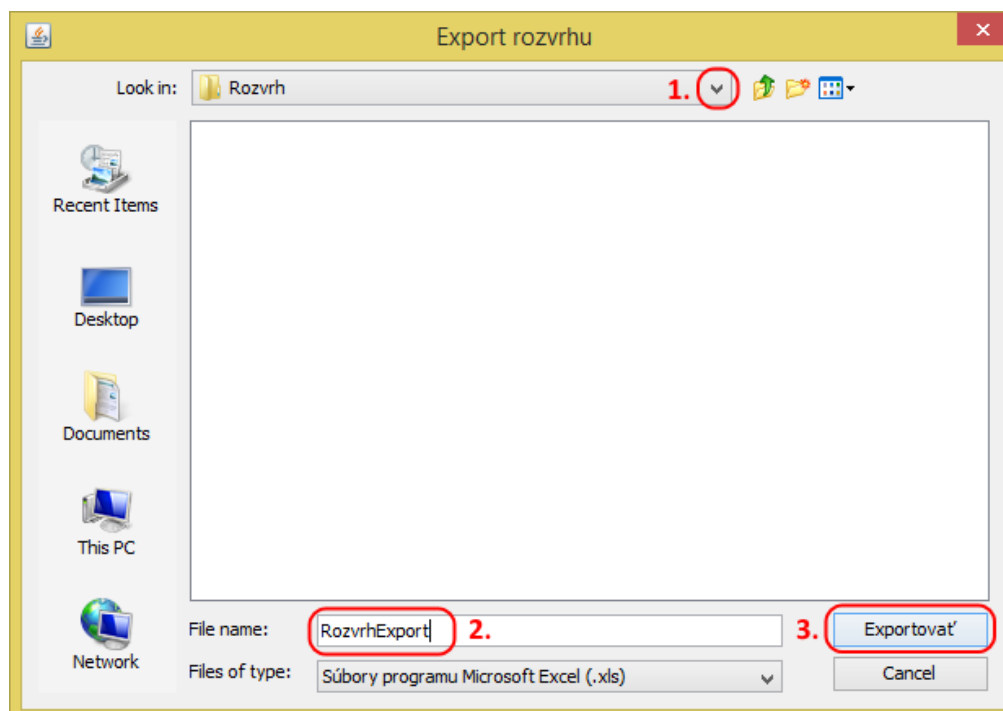 Export rozvrhu
Look in: Rozvrh 1.
Recent Items
Desktop
Documents
This PC
Network
File name: RozvrhExport 2. 3. Exportovať
Files of type: Súbory programu Microsoft Excel (.xls) Cancel